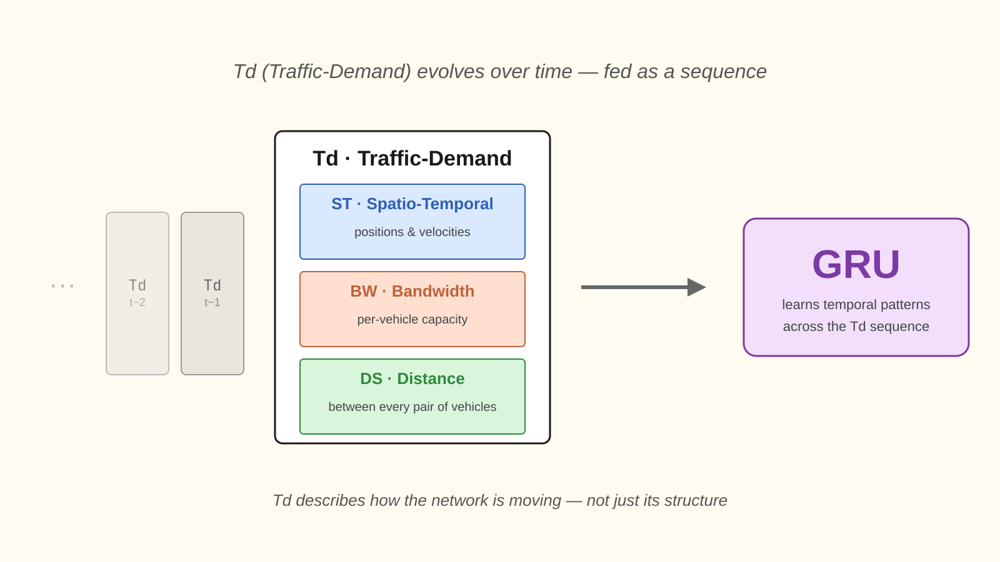 Td (Traffic-Demand) evolves over time — fed as a sequence
...
Td
t−2
Td
t−1
Td · Traffic-Demand
ST · Spatio-Temporal
positions & velocities
BW · Bandwidth
per-vehicle capacity
DS · Distance
between every pair of vehicles
GRU
learns temporal patterns
across the Td sequence
Td describes how the network is moving — not just its structure